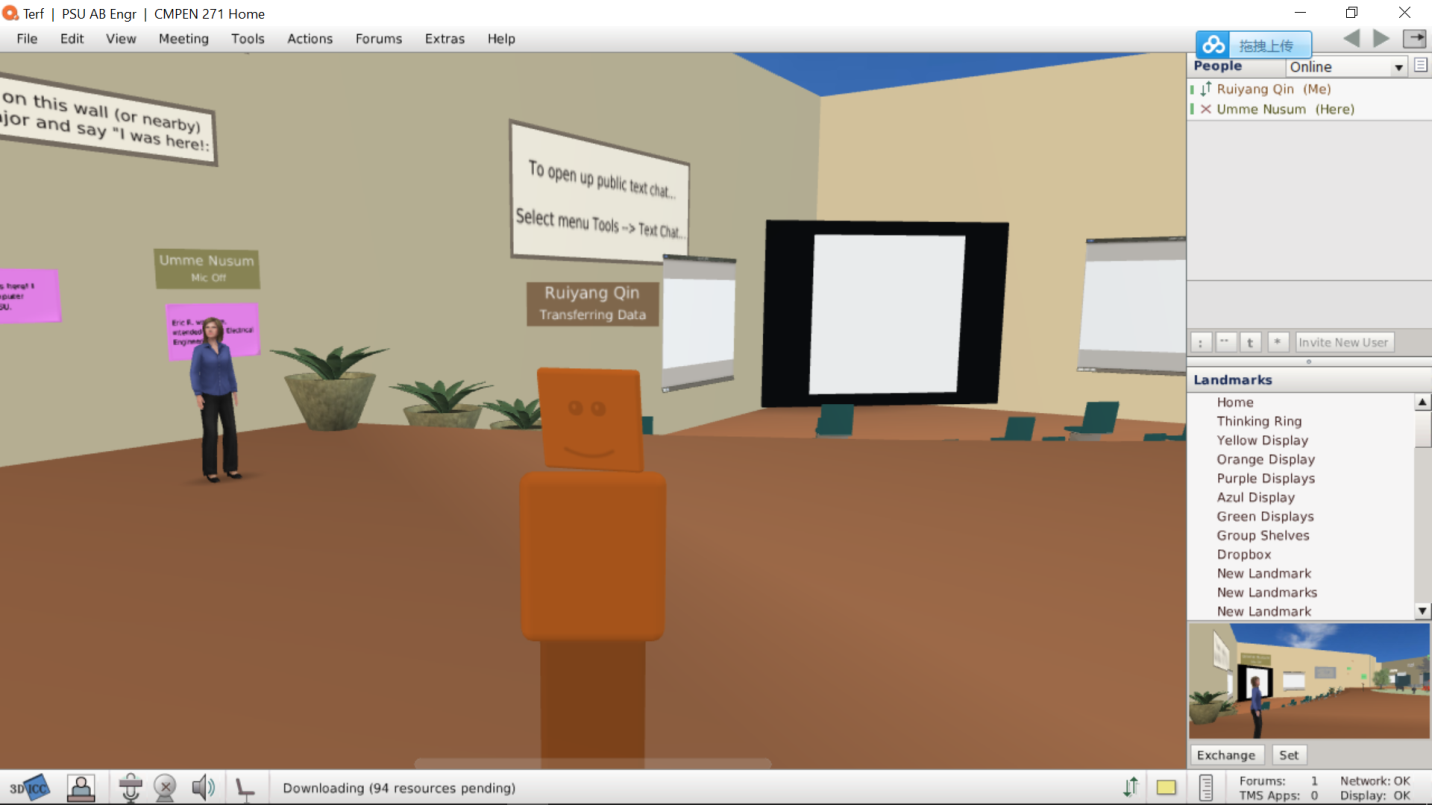 Terf | PSU AB Engr | CMPEN 271 Home
File Edit View Meeting Tools Actions Forums Extras Help
拖拽上传
on this wall (or nearby)
jor and say "I was here!:
To open up public text chat...
Select menu Tools --> Text Chat...
Umme Nusum
Mic Off
Ruiyang Qin
Transferring Data
People Online
Ruiyang Qin (Me)
Umme Nusum (Here)
: -- t * Invite New User
Landmarks
Home
Thinking Ring
Yellow Display
Orange Display
Purple Displays
Azul Display
Green Displays
Group Shelves
Dropbox
New Landmark
New Landmarks
New Landmark
Exchange Set
3D ICC
Downloading (94 resources pending)
Forums: 1 Network: OK
TMS Apps: 0 Display: OK